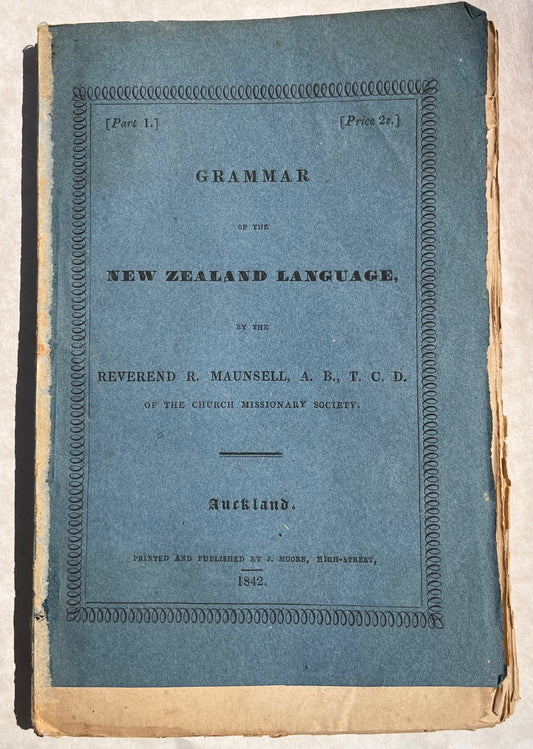 [Part 1.] [Price 2s.]
GRAMMAR
OF THE
NEW ZEALAND LANGUAGE,
BY THE
REVEREND R. MAUNSELL, A. B., T. C. D.
OF THE CHURCH MISSIONARY SOCIETY.
Auckland.
PRINTED AND PUBLISHED BY J. MOORE, HIGH-STREET,
1842.